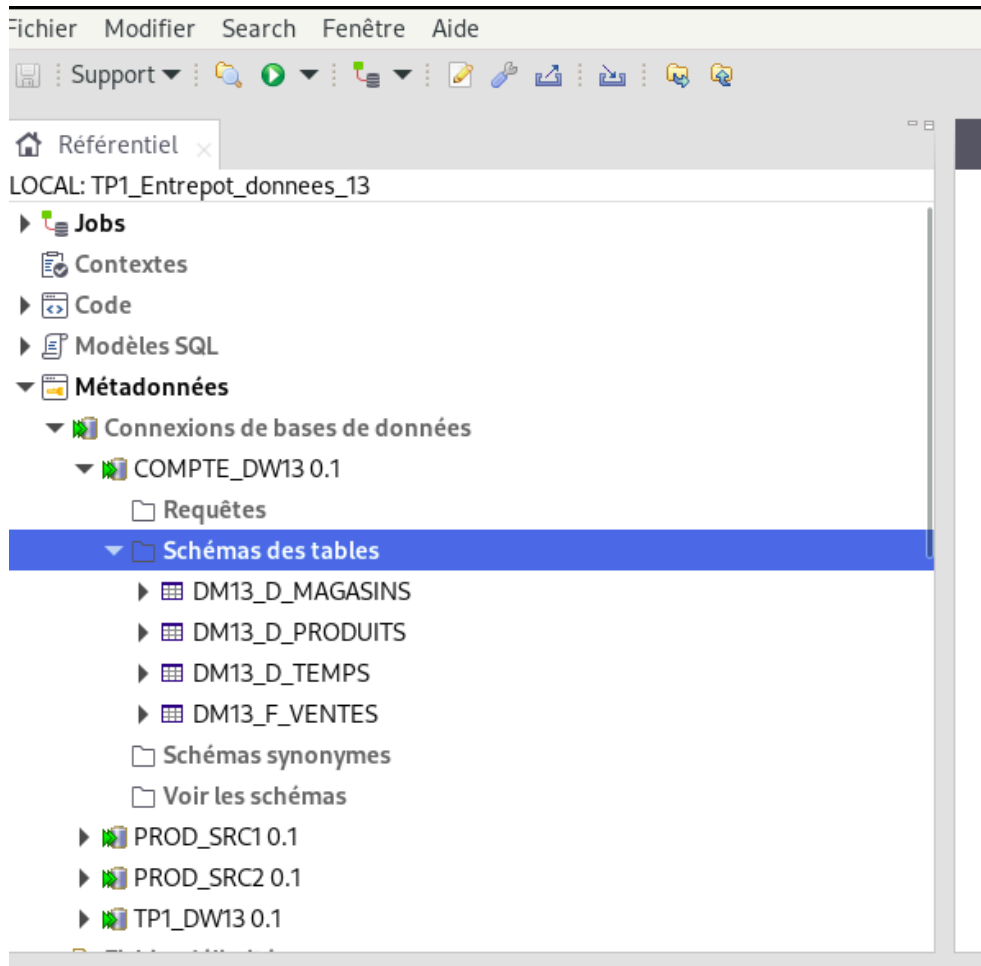 Fichier Modifier Search Fenêtre Aide
Support
Référentiel
LOCAL: TP1_Entrepot_donnees_13
Jobs
Contextes
Code
Modèles SQL
Métadonnées
Connexions de bases de données
COMPTE_DW13 0.1
Requêtes
Schémas des tables
DM13_D_MAGASINS
DM13_D_PRODUITS
DM13_D_TEMPS
DM13_F_VENTES
Schémas synonymes
Voir les schémas
PROD_SRC1 0.1
PROD_SRC2 0.1
TP1_DW13 0.1